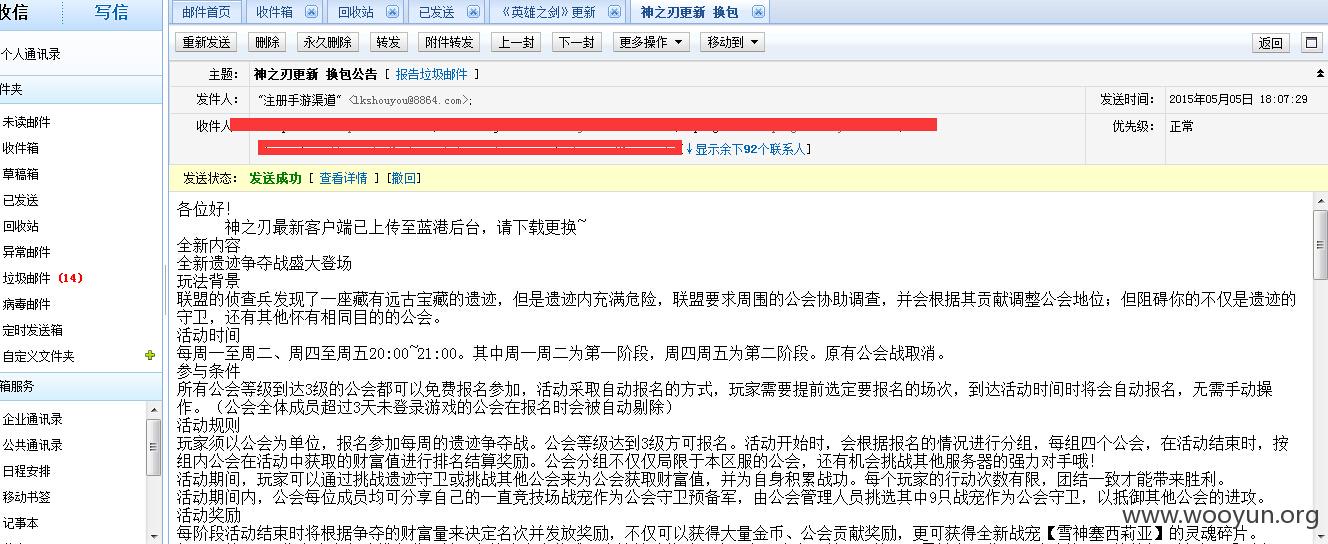 收信 写信
个人通讯录
件夹
未读邮件
收件箱
草稿箱
已发送
回收站
异常邮件
垃圾邮件 (14)
病毒邮件
定时发送箱
自定义文件夹
箱服务
企业通讯录
公共通讯录
日程安排
移动书签
记事本
邮件首页 收件箱 回收站 已发送 《英雄之剑》更新 神之刃更新 换包
重新发送 删除 永久删除 转发 附件转发 上一封 下一封 更多操作 移动到 返回
主题: 神之刃更新 换包公告 [ 报告垃圾邮件 ]
发件人: "注册手游渠道" <lkshouyou@8864.com>; 发送时间: 2015年05月05日 18:07:29
收件人 优先级: 正常
[↓显示余下92个联系人]
发送状态: 发送成功 [ 查看详情 ] [撤回]
各位好！
神之刃最新客户端已上传至蓝港后台，请下载更换~
全新内容
全新遗迹争夺战盛大登场
玩法背景
联盟的侦查兵发现了一座藏有远古宝藏的遗迹，但是遗迹内充满危险，联盟要求周围的公会协助调查，并会根据其贡献调整公会地位；但阻碍你的不仅是遗迹的
守卫，还有其他怀有相同目的的公会。
活动时间
每周一至周二、周四至周五20:00~21:00。其中周一周二为第一阶段，周四周五为第二阶段。原有公会战取消。
参与条件
所有公会等级到达3级的公会都可以免费报名参加，活动采取自动报名的方式，玩家需要提前选定要报名的场次，到达活动时间时将会自动报名，无需手动操
作。（公会全体成员超过3天未登录游戏的公会在报名时会被自动剔除）
活动规则
玩家须以公会为单位，报名参加每周的遗迹争夺战。公会等级达到3级方可报名。活动开始时，会根据报名的情况进行分组，每组四个公会，在活动结束时，按
组内公会在活动中获取的财富值进行排名结算奖励。公会分组不仅仅局限于本区服的公会，还有机会挑战其他服务器的强力对手哦！
活动期间，玩家可以通过挑战遗迹守卫或挑战其他公会来为公会获取财富值，并为自身积累战功。每个玩家的行动次数有限，团结一致才能带来胜利。
活动期间内，公会每位成员均可分享自己的一直竞技场战宠作为公会守卫预备军，由公会管理人员挑选其中9只战宠作为公会守卫，以抵御其他公会的进攻。
活动奖励
每阶段活动结束时将根据争夺的财富量来决定名次并发放奖励，不仅可以获得大量金币、公会贡献奖励，更可获得全新战宠【雪神塞西莉亚】的灵魂碎片。
www.wooyun.org